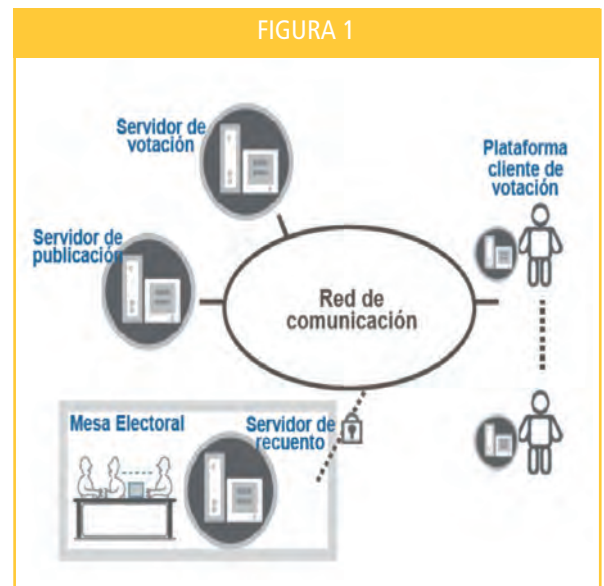 FIGURA 1
Servidor de
votación
Plataforma
cliente de
votación
Servidor de
publicación
Red de
comunicación
Mesa Electoral
Servidor de
recuento